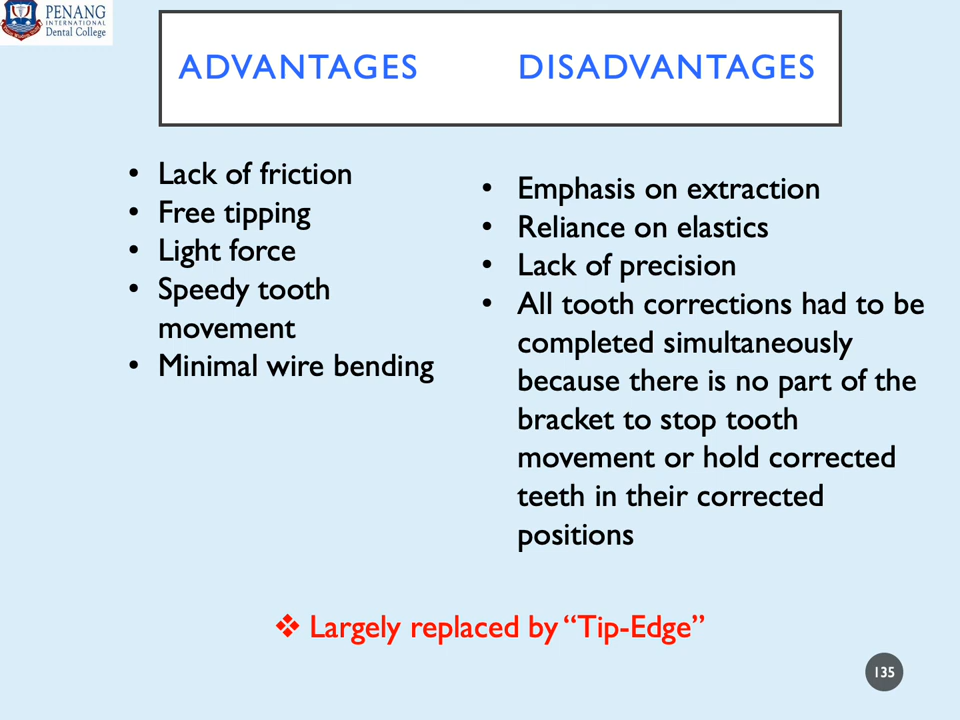 PENANG
INTERNATIONAL
Dental College
ADVANTAGES DISADVANTAGES
• Lack of friction
• Free tipping
• Light force
• Speedy tooth
movement
• Minimal wire bending
• Emphasis on extraction
• Reliance on elastics
• Lack of precision
• All tooth corrections had to be
completed simultaneously
because there is no part of the
bracket to stop tooth
movement or hold corrected
teeth in their corrected
positions
❖ Largely replaced by “Tip-Edge”
135